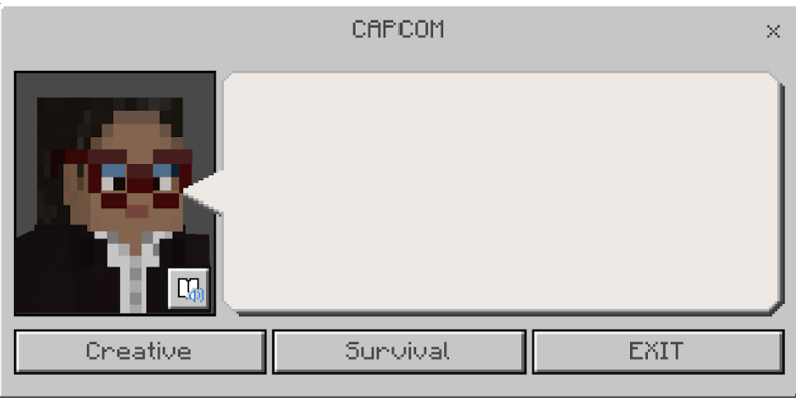 CAPCOM
x
Creative
Survival
EXIT